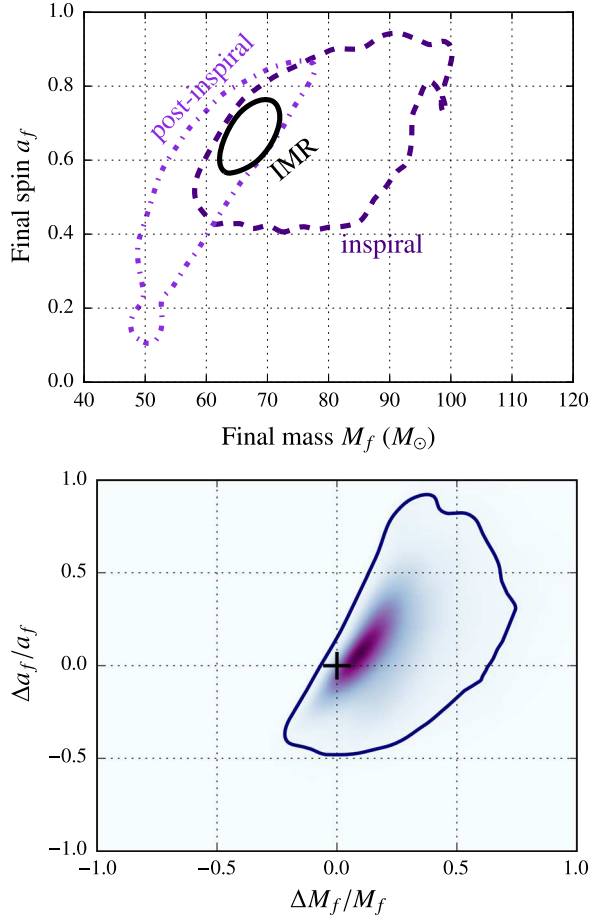 1.0
0.8
0.6
0.4
0.2
0.0
Final spin a_f
post-inspiral
IMR
inspiral
40 50 60 70 80 90 100 110 120
Final mass M_f (M_⊙)
1.0
0.5
0.0
−0.5
−1.0
Δa_f/a_f
−1.0 −0.5 0.0 0.5 1.0
ΔM_f/M_f